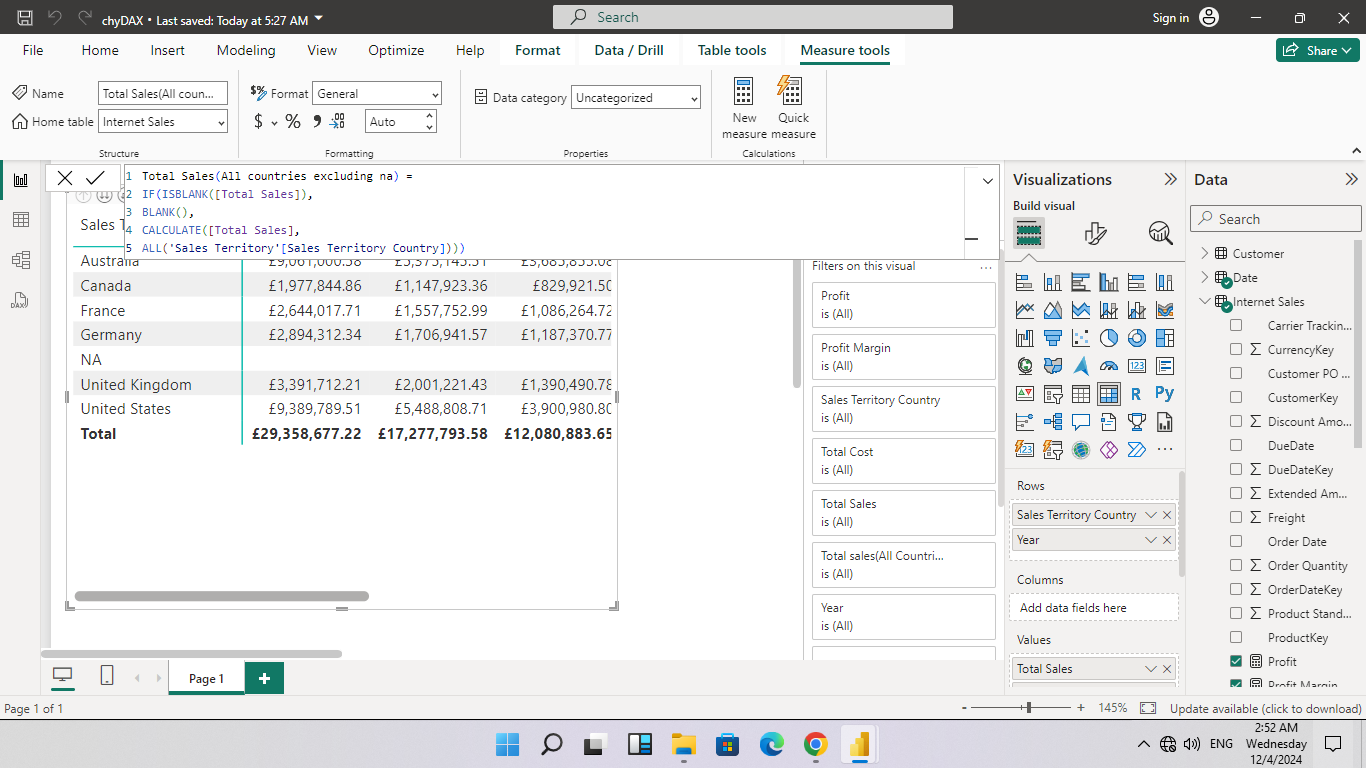 chyDAX • Last saved: Today at 5:27 AM
Search
Sign in
File Home Insert Modeling View Optimize Help Format Data / Drill Table tools Measure tools
Share
Name Total Sales(All coun...
Home table Internet Sales
Structure
$% Format General
$ % Auto
Formatting
Data category Uncategorized
Properties
New measure
Quick measure
Calculations
1 Total Sales(All countries excluding na) =
2 IF(ISBLANK([Total Sales]),
3 BLANK(),
4 CALCULATE([Total Sales],
5 ALL('Sales Territory'[Sales Territory Country])))
Sales T
Australia £9,061,000.58
Canada £1,977,844.86 £1,147,923.36 £829,921.50
France £2,644,017.71 £1,557,752.99 £1,086,264.72
Germany £2,894,312.34 £1,706,941.57 £1,187,370.77
NA
United Kingdom £3,391,712.21 £2,001,221.43 £1,390,490.78
United States £9,389,789.51 £5,488,808.71 £3,900,980.80
Total £29,358,677.22 £17,277,793.58 £12,080,883.65
Filters on this visual ...
Profit
is (All)
Profit Margin
is (All)
Sales Territory Country
is (All)
Total Cost
is (All)
Total Sales
is (All)
Total sales(All Countri...
is (All)
Year
is (All)
Visualizations
Build visual
123
R
Py
123
...
Rows
Sales Territory Country
Year
Columns
Add data fields here
Values
Total Sales
Data
Search
Customer
Date
Internet Sales
Carrier Trackin...
CurrencyKey
Customer PO ...
CustomerKey
Discount Amo...
DueDate
DueDateKey
Extended Am...
Freight
Order Date
Order Quantity
OrderDateKey
Product Stand...
ProductKey
Profit
Profit Margin
DAX
Page 1
Page 1 of 1
- + 145%
Update available (click to download)
ENG
2:52 AM
Wednesday
12/4/2024